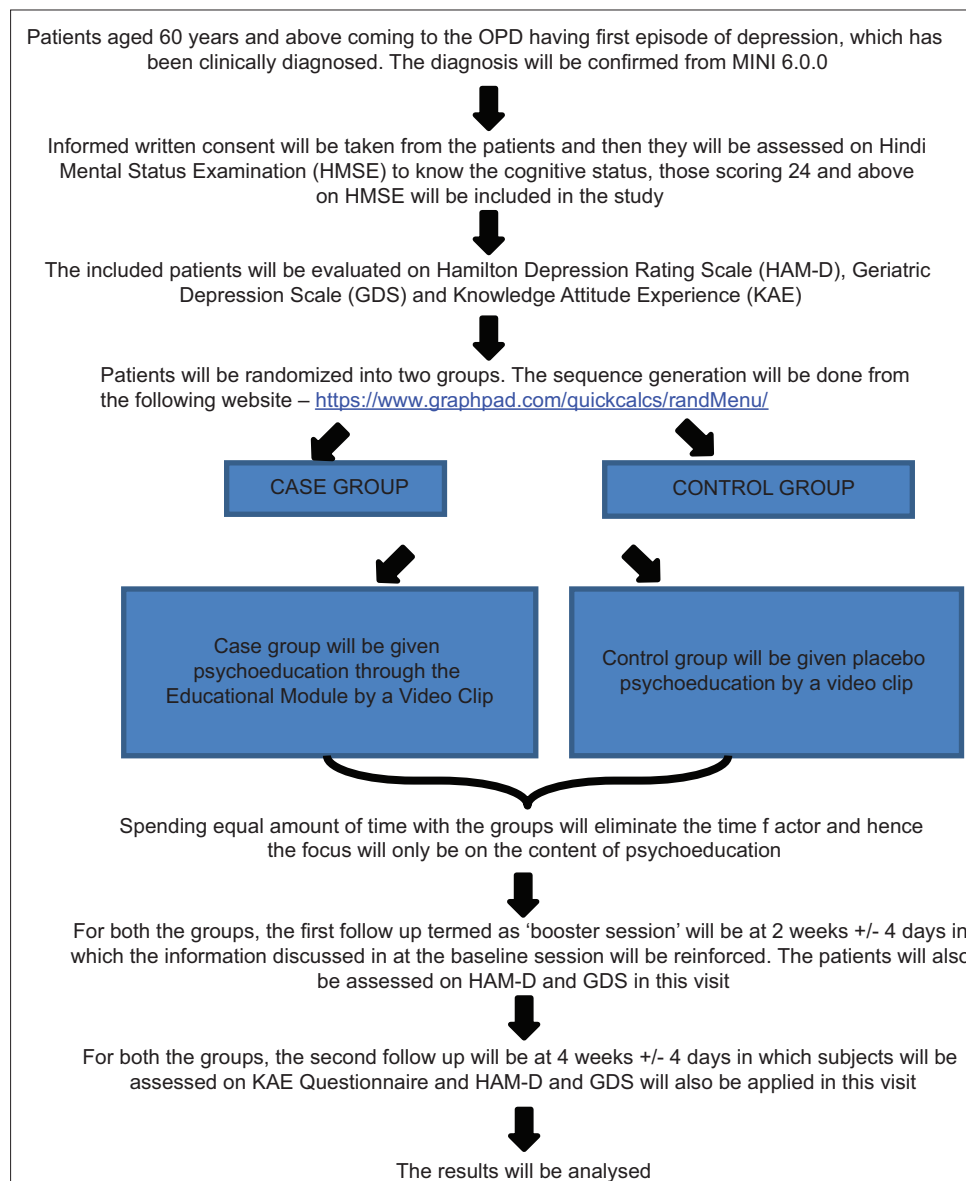 Patients aged 60 years and above coming to the OPD having first episode of depression, which has
been clinically diagnosed. The diagnosis will be confirmed from MINI 6.0.0
Informed written consent will be taken from the patients and then they will be assessed on Hindi
Mental Status Examination (HMSE) to know the cognitive status, those scoring 24 and above
on HMSE will be included in the study
The included patients will be evaluated on Hamilton Depression Rating Scale (HAM-D), Geriatric
Depression Scale (GDS) and Knowledge Attitude Experience (KAE)
Patients will be randomized into two groups. The sequence generation will be done from
the following website – https://www.graphpad.com/quickcalcs/randMenu/
CASE GROUP
CONTROL GROUP
Case group will be given
psychoeducation through the
Educational Module by a Video Clip
Control group will be given placebo
psychoeducation by a video clip
Spending equal amount of time with the groups will eliminate the time f actor and hence
the focus will only be on the content of psychoeducation
For both the groups, the first follow up termed as ‘booster session’ will be at 2 weeks +/- 4 days in
which the information discussed in at the baseline session will be reinforced. The patients will also
be assessed on HAM-D and GDS in this visit
For both the groups, the second follow up will be at 4 weeks +/- 4 days in which subjects will be
assessed on KAE Questionnaire and HAM-D and GDS will also be applied in this visit
The results will be analysed